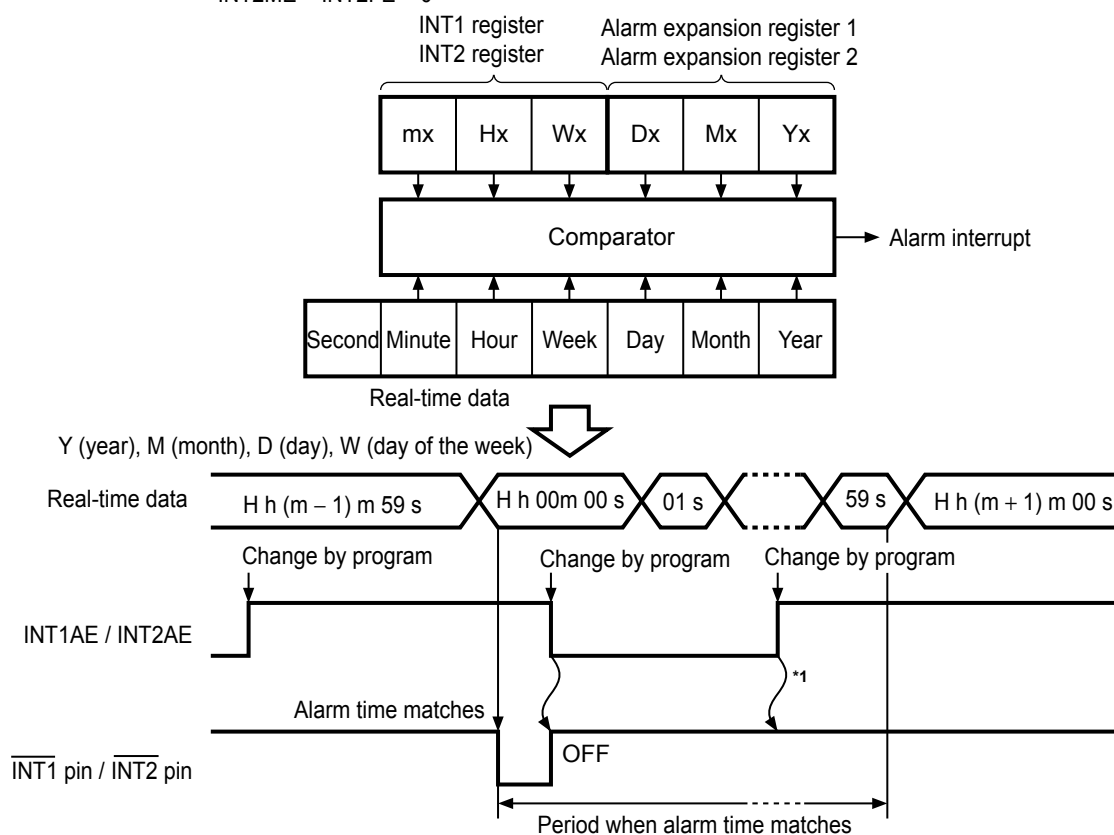 INT1 register
INT2 register
Alarm expansion register 1
Alarm expansion register 2
mx Hx Wx Dx Mx Yx
Comparator
Alarm interrupt
Second Minute Hour Week Day Month Year
Real-time data
Y (year), M (month), D (day), W (day of the week)
Real-time data
H h (m − 1) m 59 s
H h 00m 00 s
01 s
59 s
H h (m + 1) m 00 s
Change by program
Change by program
Change by program
INT1AE / INT2AE
*1
Alarm time matches
OFF
INT1 pin / INT2 pin
Period when alarm time matches